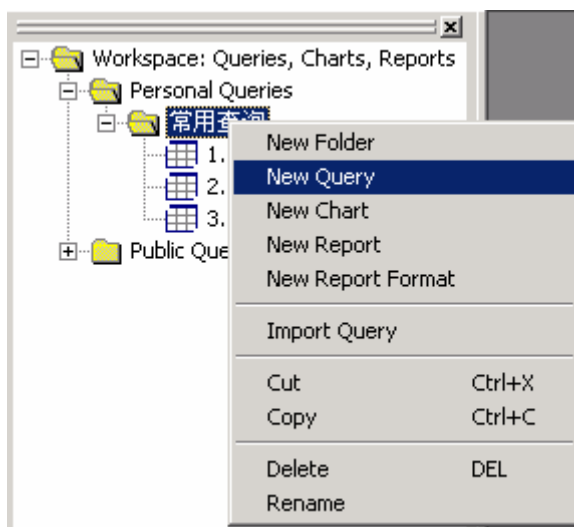 Workspace: Queries, Charts, Reports
Personal Queries
常用查询
1.
2.
3.
Public Que
New Folder
New Query
New Chart
New Report
New Report Format
Import Query
Cut Ctrl+X
Copy Ctrl+C
Delete DEL
Rename